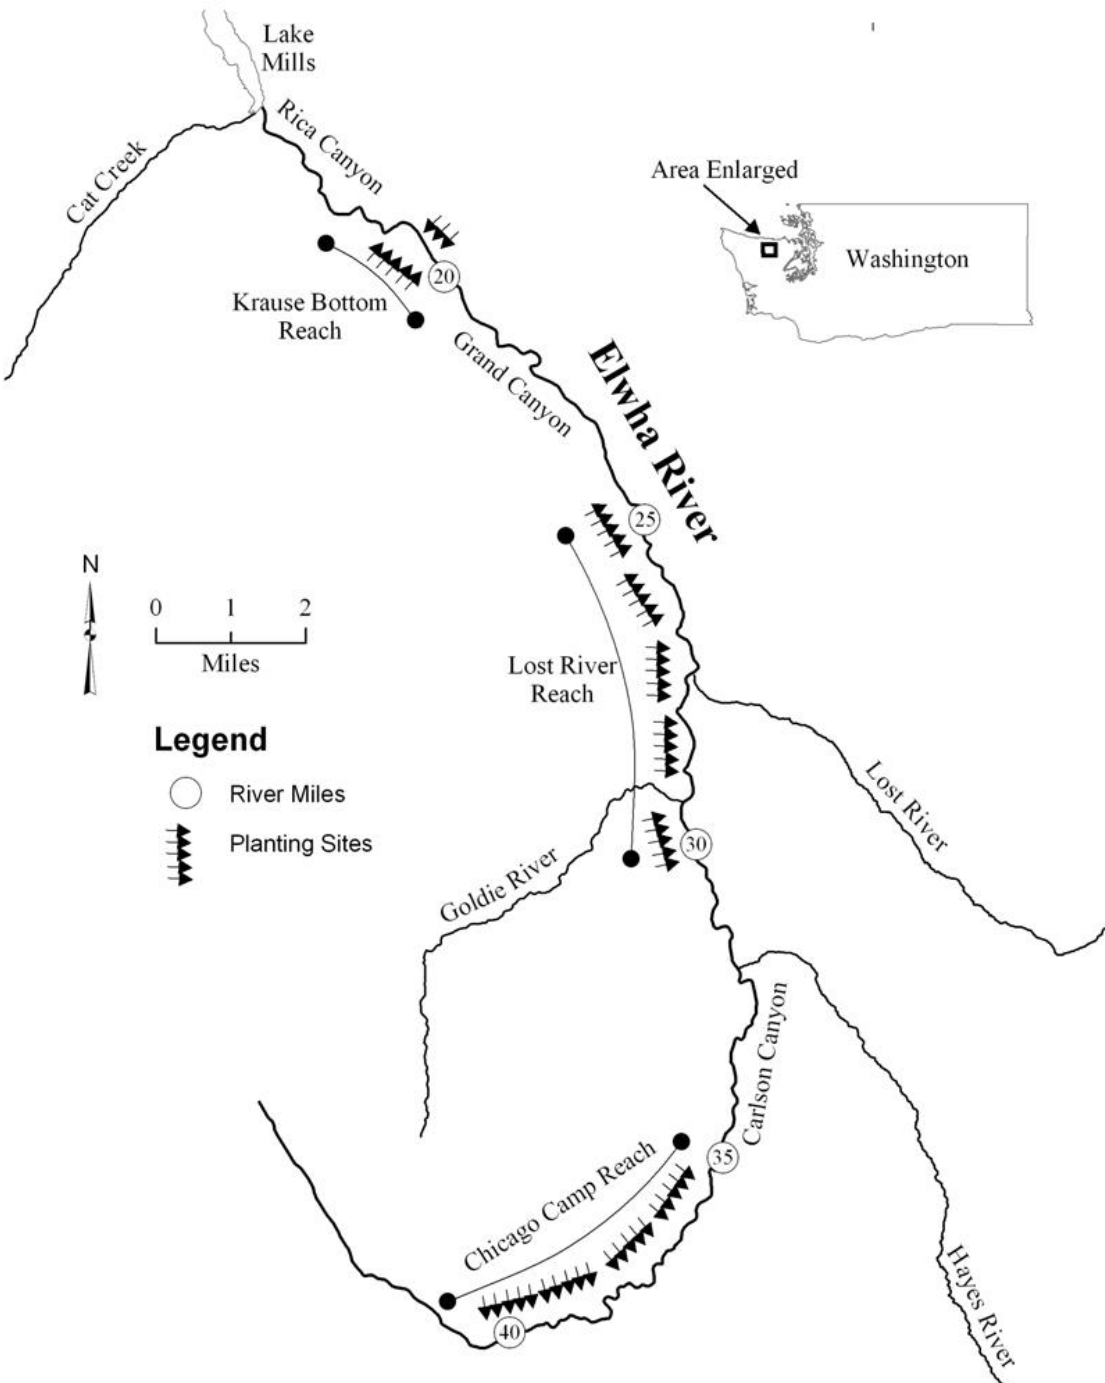 Lake
Mills
Rica Canyon
Cat Creek
Area Enlarged
Washington
20
Krause Bottom
Reach
Grand Canyon
Elwha River
25
N
0 1 2
Miles
Lost River
Reach
Legend
River Miles
Planting Sites
Lost River
30
Goldie River
Carlson Canyon
35
Chicago Camp Reach
Hayes River
40